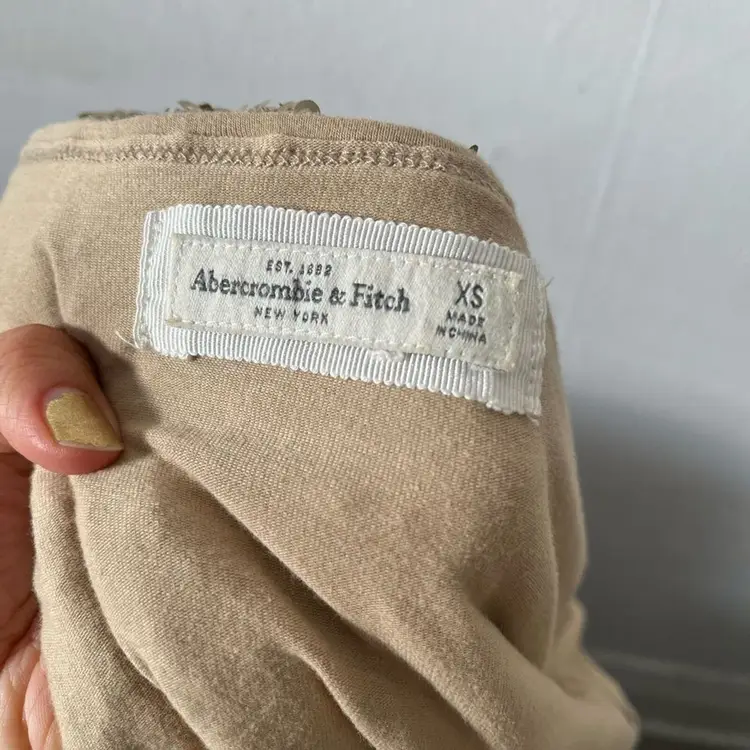 EST. 1892
Abercrombie & Fitch
NEW YORK
XS
MADE
IN CHINA